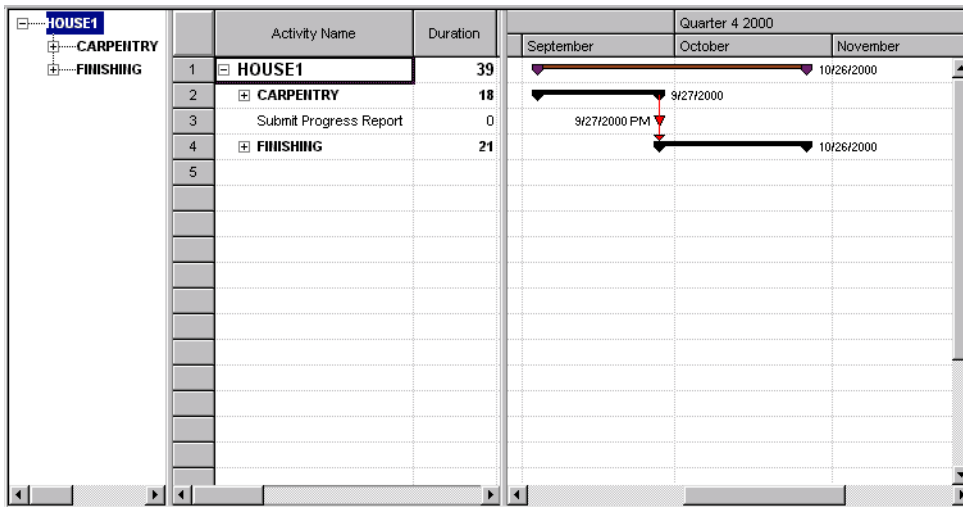 HOUSE1
CARPENTRY
FINISHING
Activity Name Duration
Quarter 4 2000
September October November
1 HOUSE1 39 10/26/2000
2 CARPENTRY 18 9/27/2000
3 Submit Progress Report 0 9/27/2000 PM
4 FINISHING 21 10/26/2000
5